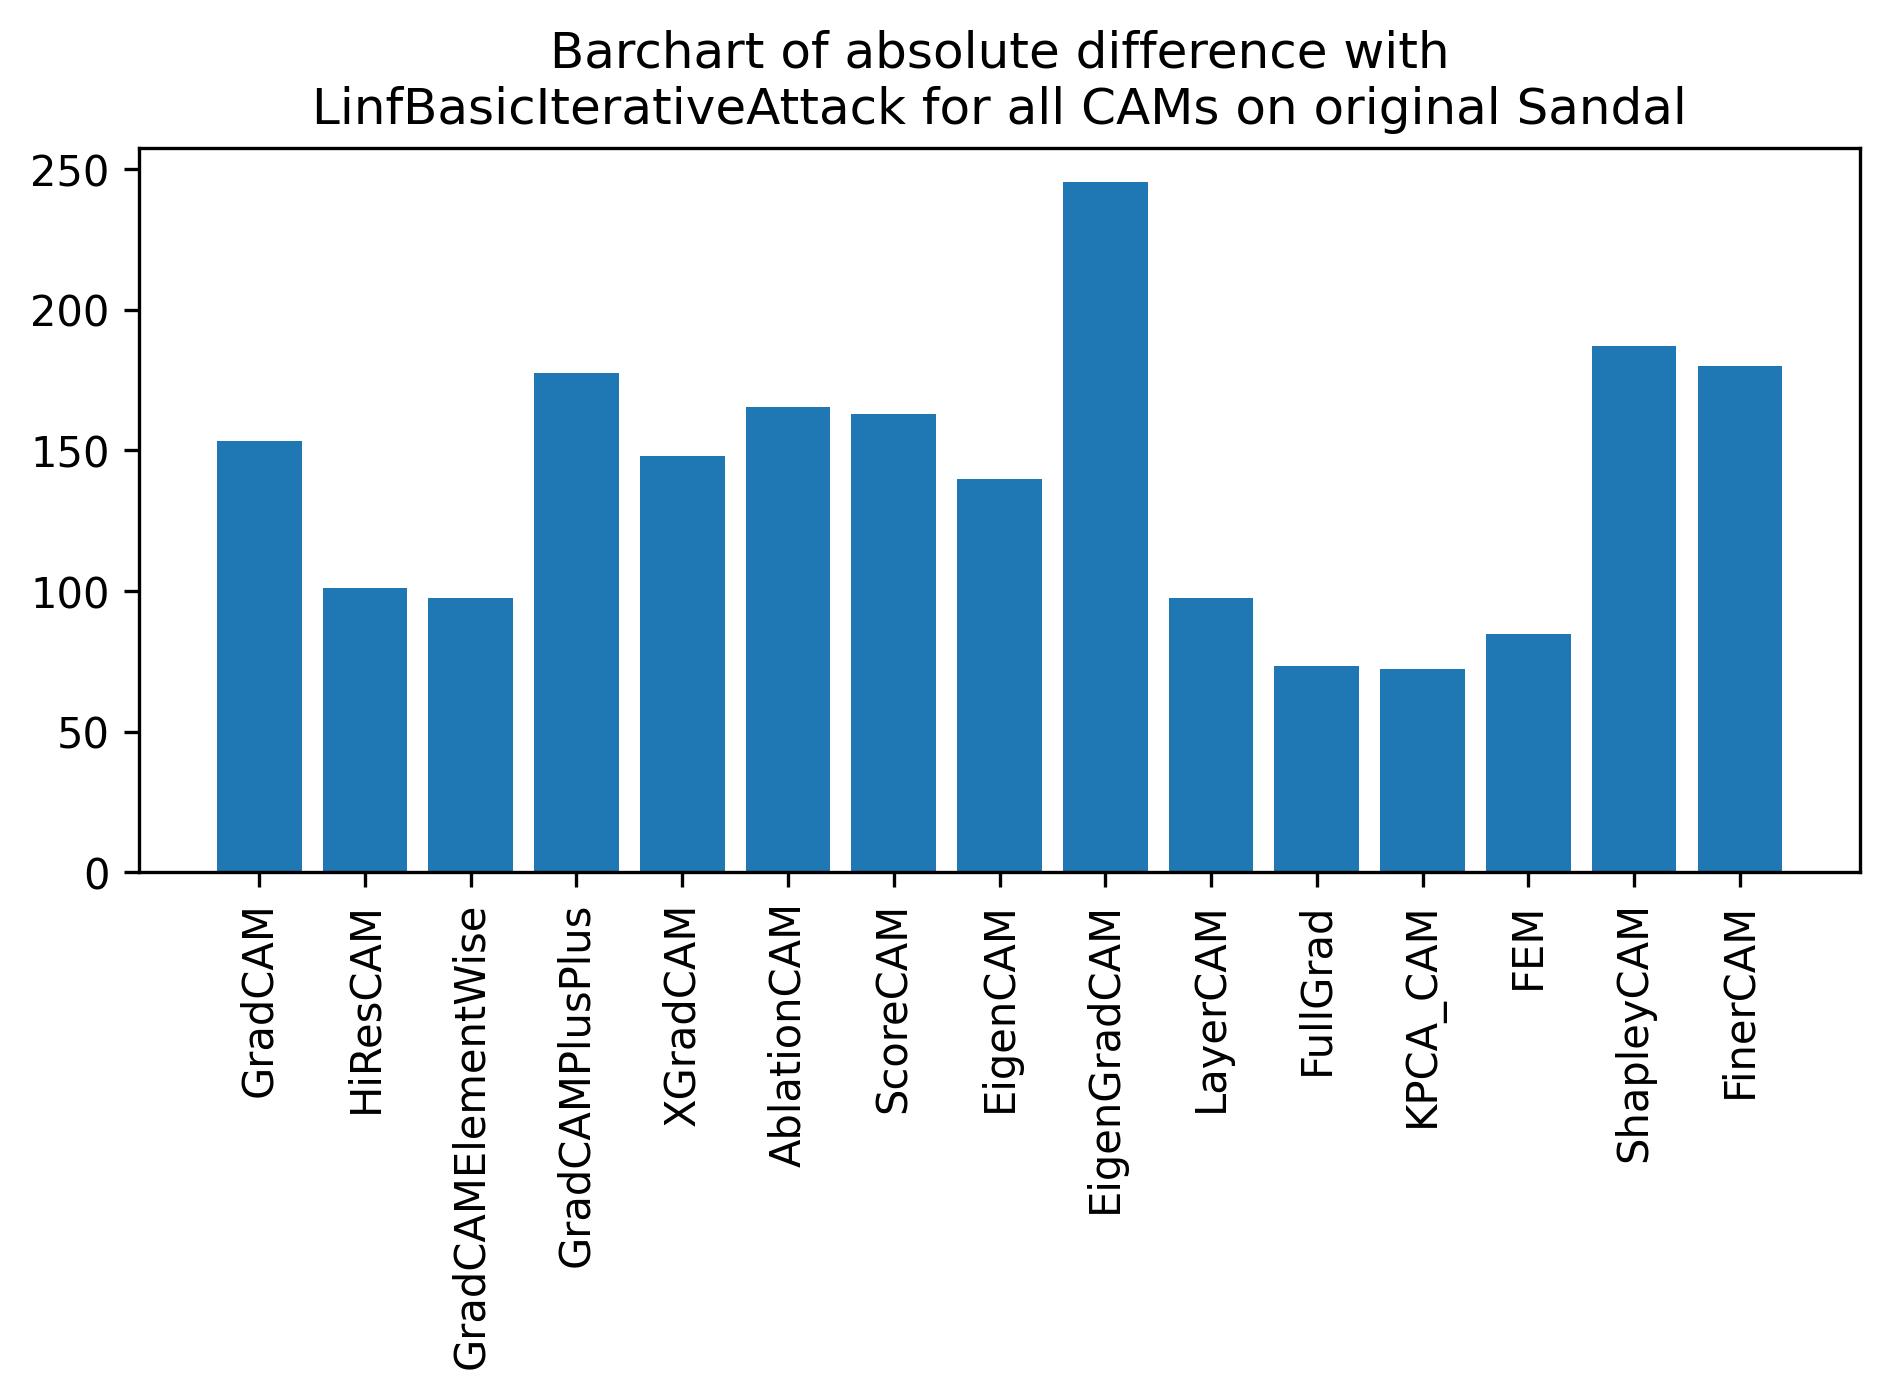 Barchart of absolute difference with
LinfBasicIterativeAttack for all CAMs on original Sandal
250
200
150
100
50
0
GradCAM
HiResCAM
GradCAMElementWise
GradCAMPlusPlus
XGradCAM
AblationCAM
ScoreCAM
EigenCAM
EigenGradCAM
LayerCAM
FullGrad
KPCA_CAM
FEM
ShapleyCAM
FinerCAM